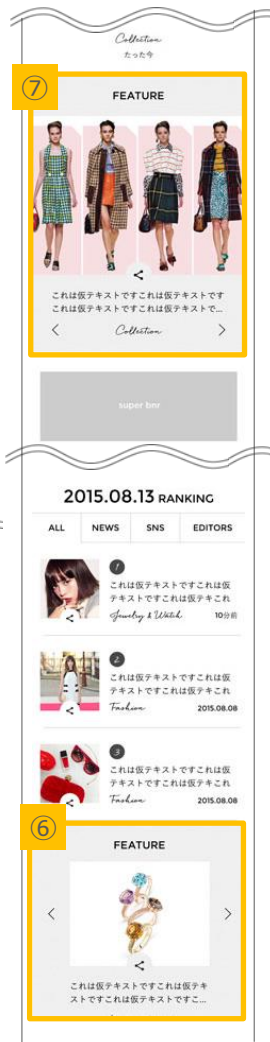 Collection
たった今
⑦
FEATURE
これは仮テキストですこれは仮テキストです
これは仮テキストですこれは仮テキストで...
Collection
super bnr
2015.08.13 RANKING
ALL NEWS SNS EDITORS
1
これは仮テキストですこれは仮
テキストですこれは仮テキこれ
Jewelry & Watch 10分前
2
これは仮テキストですこれは仮
テキストですこれは仮テキこれ
Fashion 2015.08.08
3
これは仮テキストですこれは仮
テキストですこれは仮テキこれ
Fashion 2015.08.08
⑥
FEATURE
これは仮テキストですこれは仮テキ
ストですこれは仮テキストですこ...